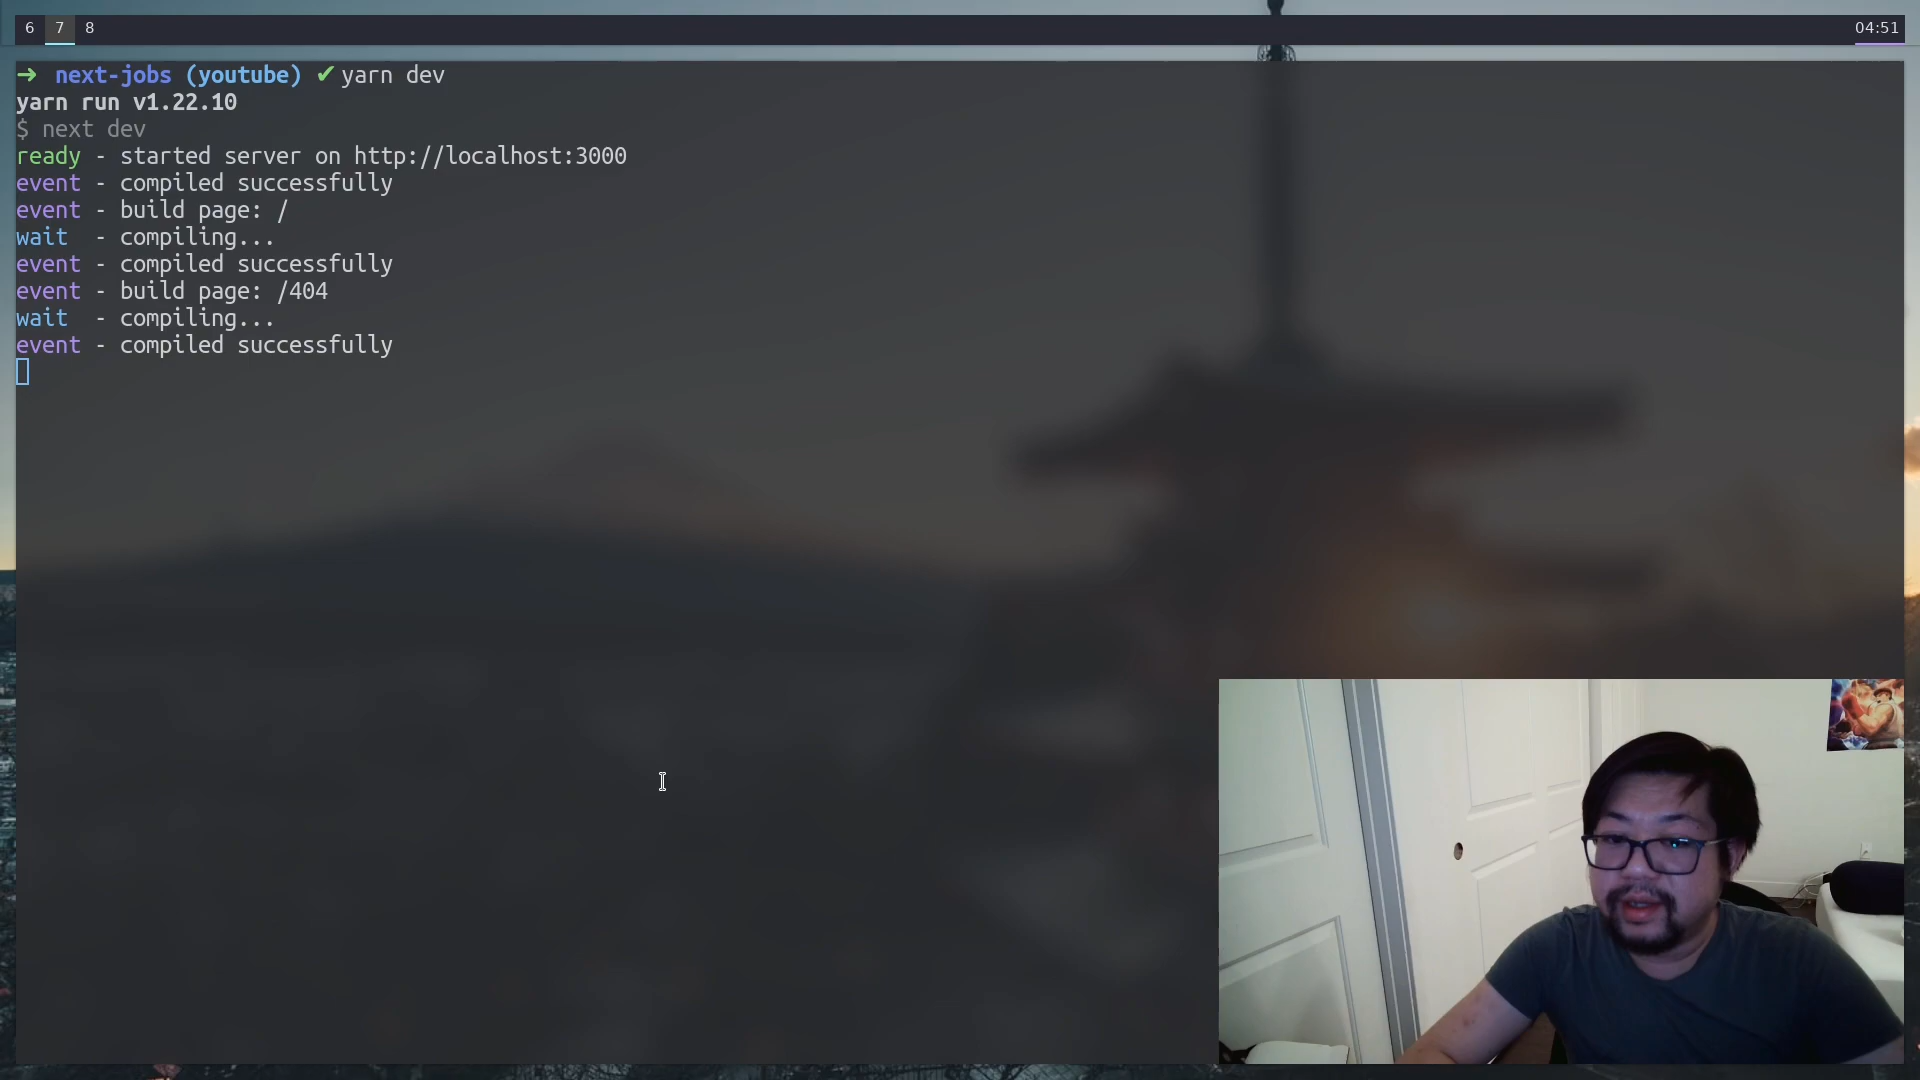 6 7 8 04:51
➜ next-jobs (youtube) ✔ yarn dev
yarn run v1.22.10
$ next dev
ready - started server on http://localhost:3000
event - compiled successfully
event - build page: /
wait  - compiling...
event - compiled successfully
event - build page: /404
wait  - compiling...
event - compiled successfully